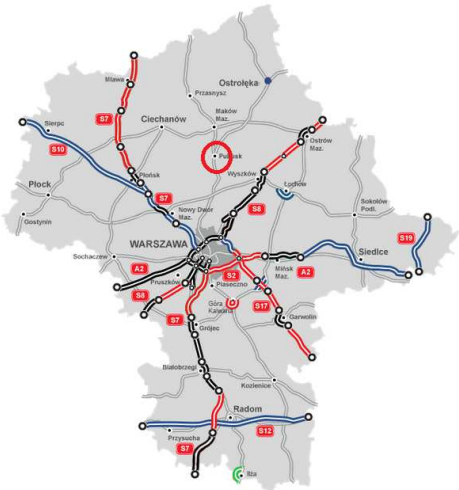 Ostrołęka
Mława
Przasnysz
S7
Maków
Maz.
Ciechanów
Sierpc
Ostrów
Maz.
S10
Pułtusk
Wyszków
Płońsk
Łochów
Płock
S7
Sokołów
Podl.
Nowy Dwór
Maz.
S8
Gostynin
S19
WARSZAWA
Siedlce
Sochaczew
A2
S2
Mińsk
Maz.
A2
Pruszków
Piaseczno
S8
Góra
Kalwaria
S17
S7
Garwolin
Grójec
Białobrzegi
Kozienice
Radom
S12
Przysucha
S7
Iłża